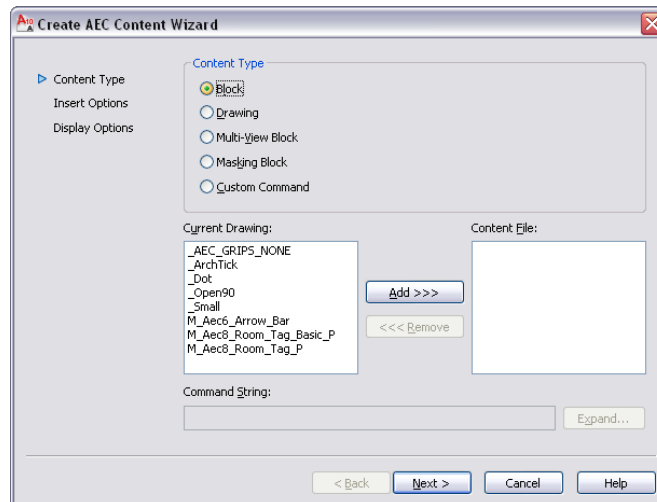 Create AEC Content Wizard
Content Type
Insert Options
Display Options
Content Type
Block
Drawing
Multi-View Block
Masking Block
Custom Command
Current Drawing:
_AEC_GRIPS_NONE
_ArchTick
_Dot
_Open90
_Small
M_Aec6_Arrow_Bar
M_Aec8_Room_Tag_Basic_P
M_Aec8_Room_Tag_P
Add >>>
<<< Remove
Content File:
Command String:
Expand...
< Back
Next >
Cancel
Help